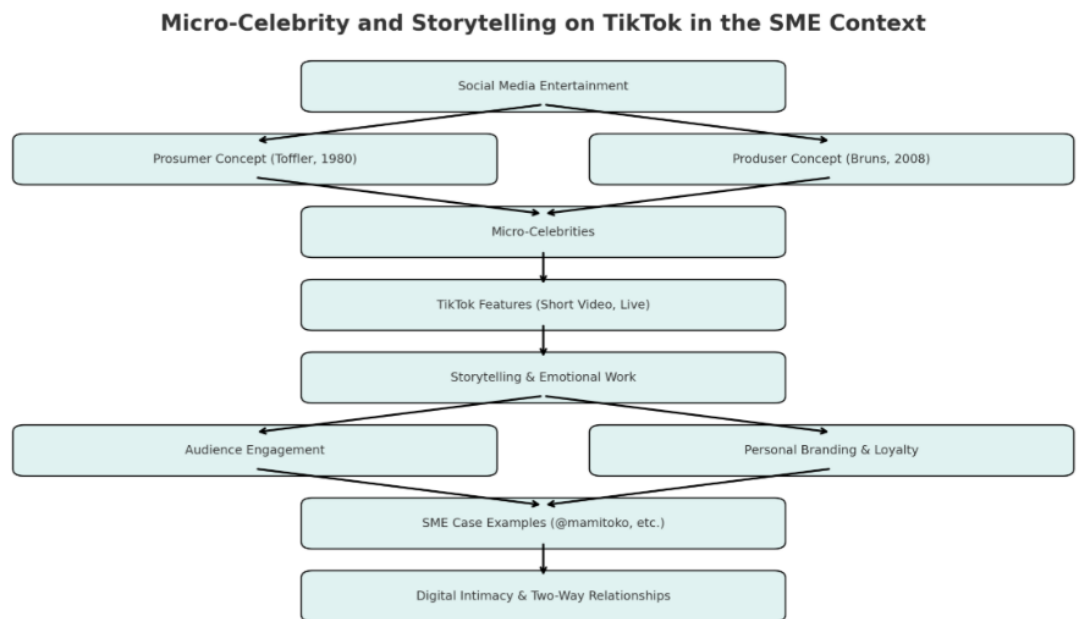 Micro-Celebrity and Storytelling on TikTok in the SME Context
Social Media Entertainment
Prosumer Concept (Toffler, 1980)
Produser Concept (Bruns, 2008)
Micro-Celebrities
TikTok Features (Short Video, Live)
Storytelling & Emotional Work
Audience Engagement
Personal Branding & Loyalty
SME Case Examples (@mamitoko, etc.)
Digital Intimacy & Two-Way Relationships